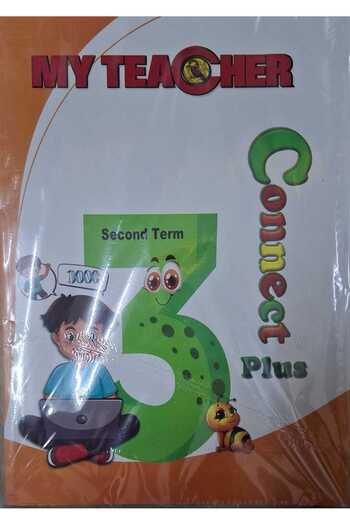 MY TEACHER
Connect
Plus
Second Term
3